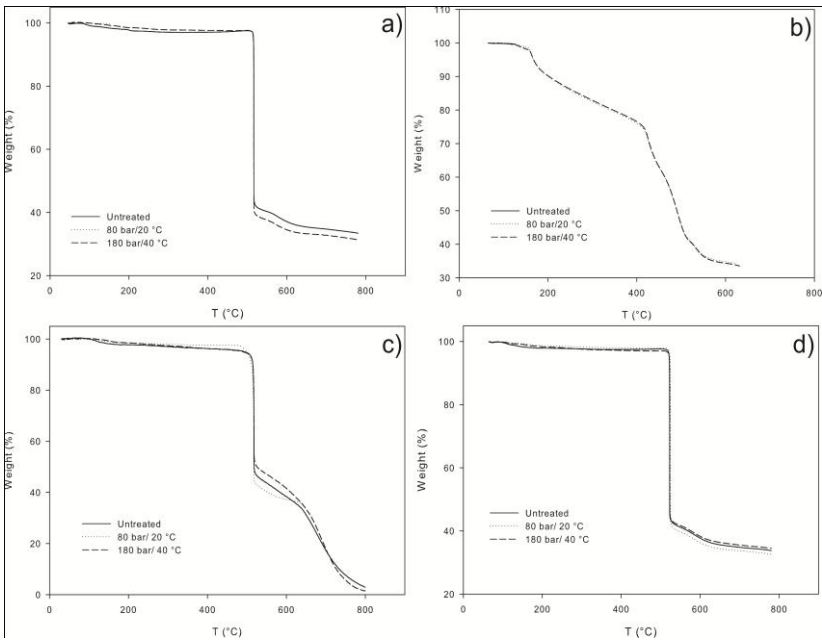 a)
100
80
60
40
20
Weight (%)
Untreated
80 bar/20 °C
180 bar/40 °C
0
200
400
600
800
T (°C)
b)
110
100
90
80
70
60
50
40
30
Weight (%)
Untreated
80 bar/20 °C
180 bar/40 °C
0
200
400
600
800
T (°C)
c)
100
80
60
40
20
0
Weight (%)
Untreated
80 bar/ 20 °C
180 bar/ 40 °C
0
200
400
600
800
T (°C)
d)
100
80
60
40
20
Weight (%)
Untreated
80 bar/ 20 °C
180 bar/ 40 °C
0
200
400
600
800
T (°C)